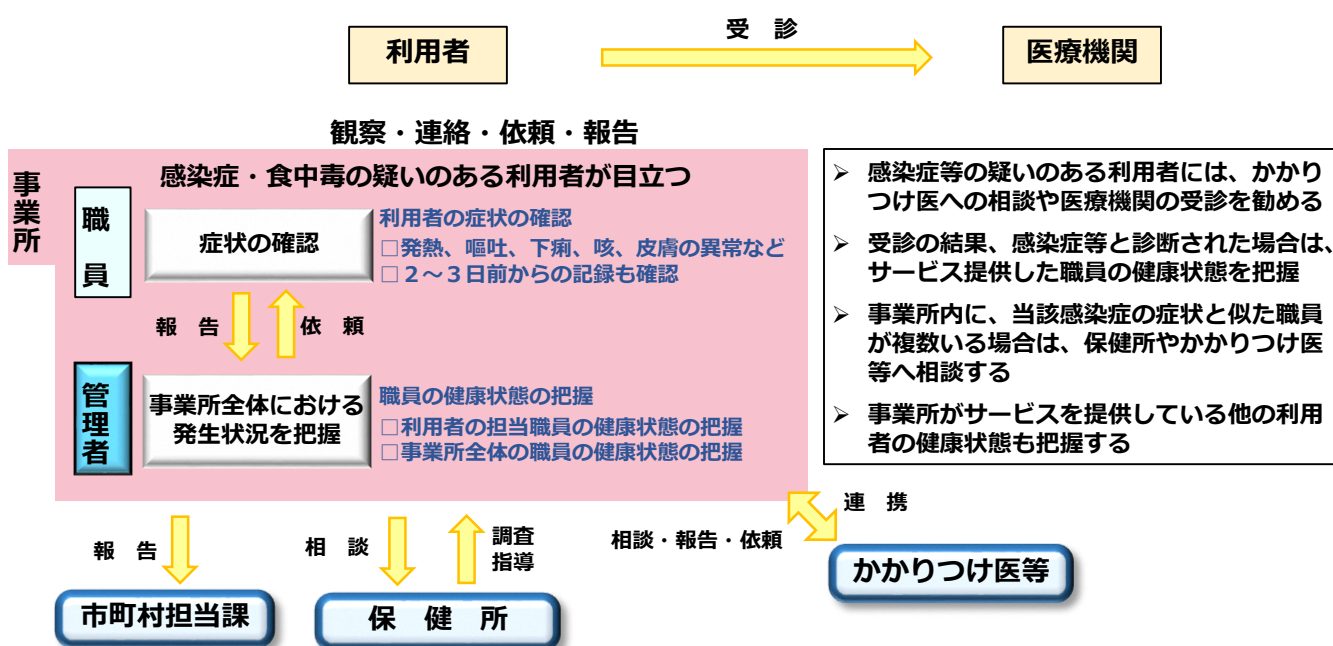 受 診
利用者
医療機関
観察・連絡・依頼・報告
事業所
感染症・食中毒の疑いのある利用者が目立つ
職員
症状の確認
利用者の症状の確認
□発熱、嘔吐、下痢、咳、皮膚の異常など
□２～３日前からの記録も確認
報 告
依 頼
管理者
事業所全体における
発生状況を把握
職員の健康状態の把握
□利用者の担当職員の健康状態の把握
□事業所全体の職員の健康状態の把握
➢ 感染症等の疑いのある利用者には、かかり
つけ医への相談や医療機関の受診を勧める
➢ 受診の結果、感染症等と診断された場合は、
サービス提供した職員の健康状態を把握
➢ 事業所内に、当該感染症の症状と似た職員
が複数いる場合は、保健所やかかりつけ医
等へ相談する
➢ 事業所がサービスを提供している他の利用
者の健康状態も把握する
報 告
相 談
調査
指導
相談・報告・依頼
連 携
市町村担当課
保 健 所
かかりつけ医等